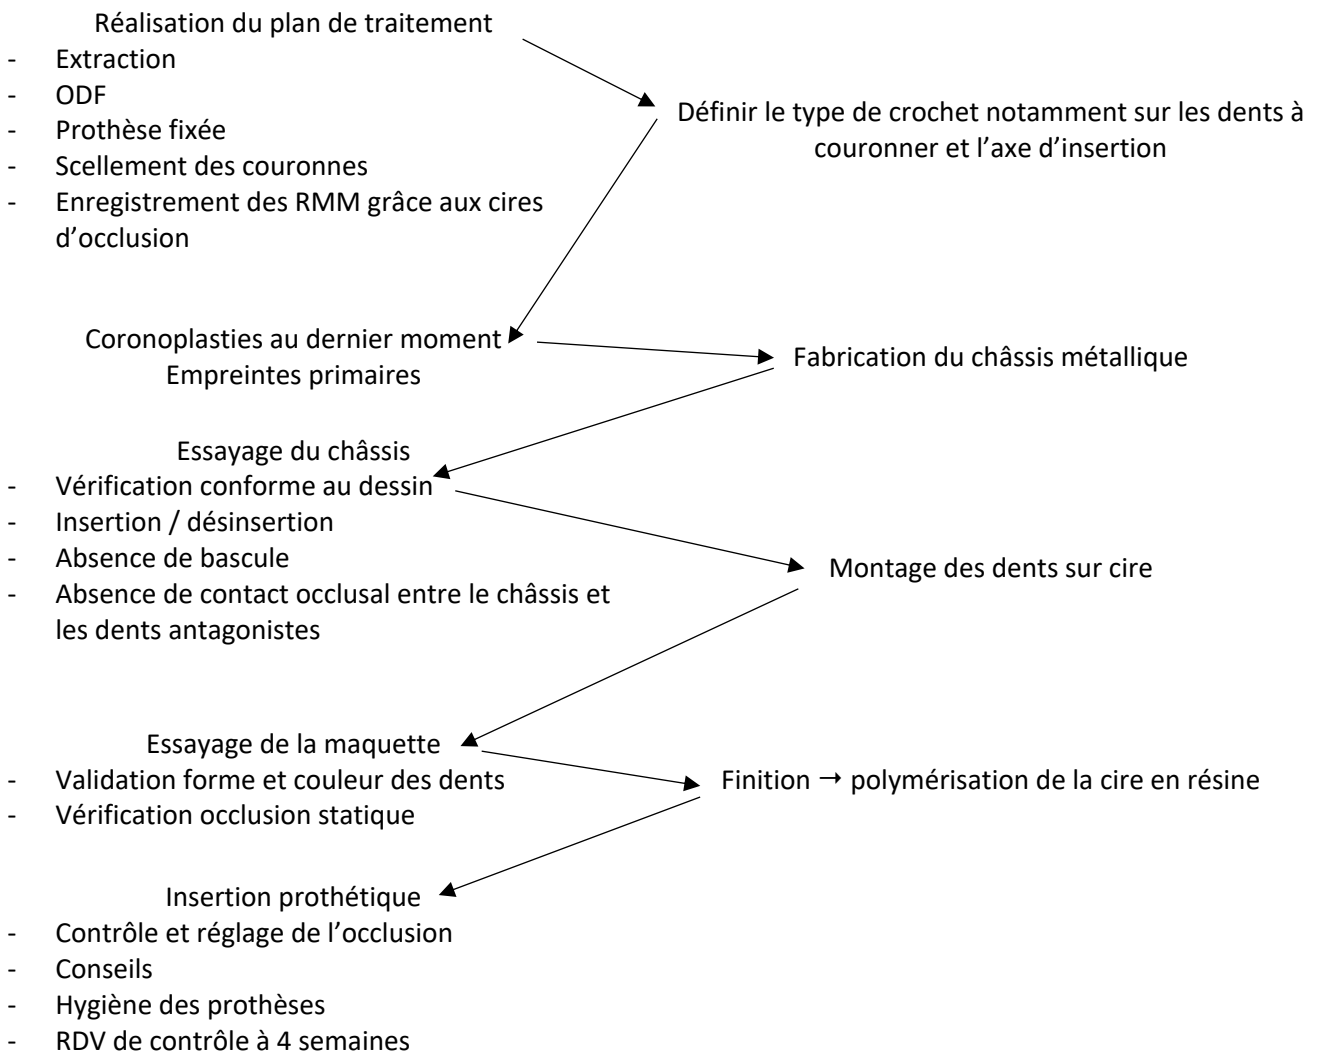 Réalisation du plan de traitement
- Extraction
- ODF
- Prothèse fixée
- Scellement des couronnes
- Enregistrement des RMM grâce aux cires
d’occlusion
Définir le type de crochet notamment sur les dents à
couronner et l’axe d’insertion
Coronoplasties au dernier moment
Empreintes primaires
Fabrication du châssis métallique
Essayage du châssis
- Vérification conforme au dessin
- Insertion / désinsertion
- Absence de bascule
- Absence de contact occlusal entre le châssis et
les dents antagonistes
Montage des dents sur cire
Essayage de la maquette
- Validation forme et couleur des dents
- Vérification occlusion statique
Finition → polymérisation de la cire en résine
Insertion prothétique
- Contrôle et réglage de l’occlusion
- Conseils
- Hygiène des prothèses
- RDV de contrôle à 4 semaines